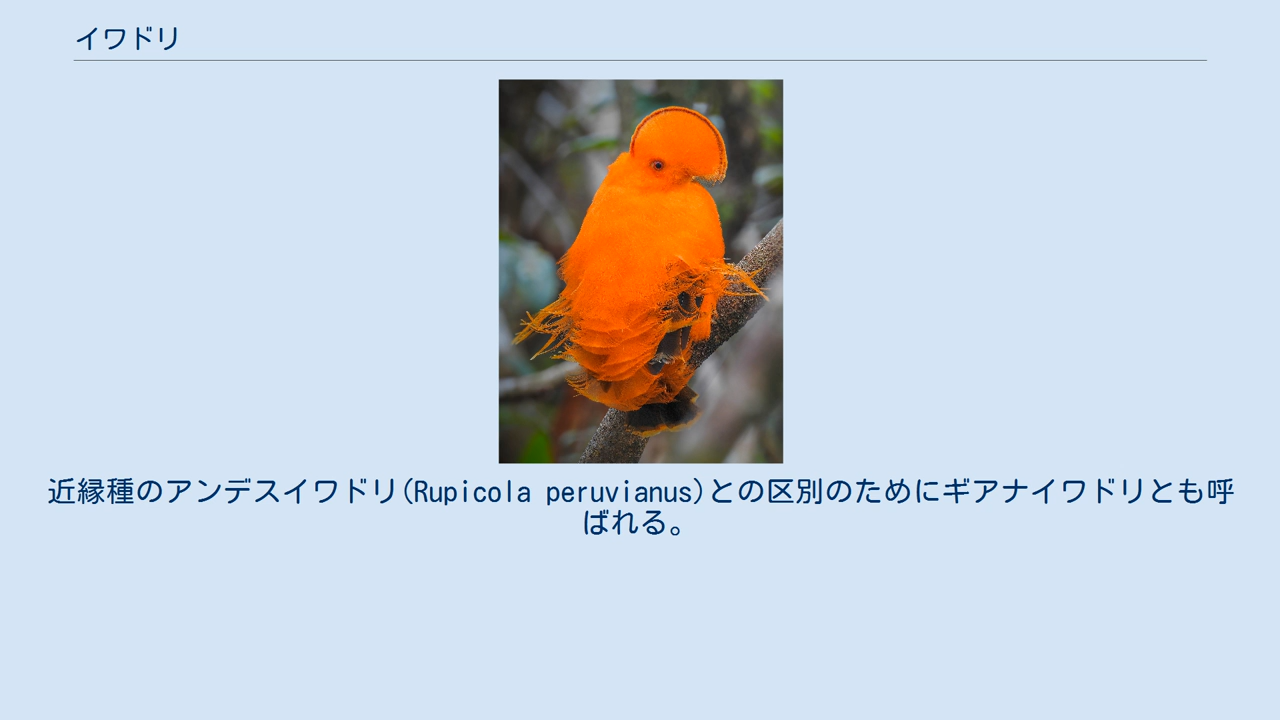 イワドリ
近縁種のアンデスイワドリ(Rupicola peruvianus)との区別のためにギアナイワドリとも呼
ばれる。